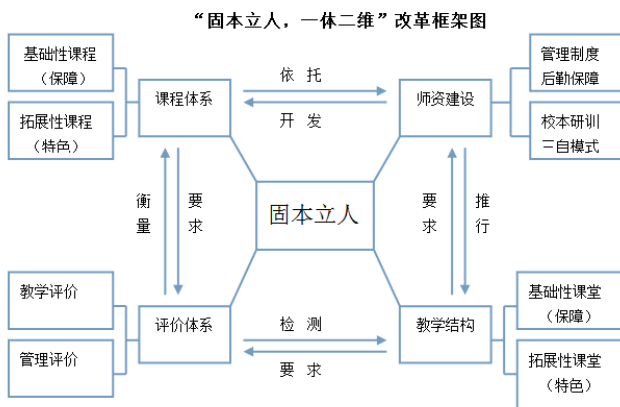 “固本立人，一体二维”改革框架图
基础性课程
（保障）
拓展性课程
（特色）
课程体系
依 托
开 发
师资建设
管理制度
后勤保障
校本研训
三自模式
衡
量
要
求
固本立人
要
求
推
行
教学评价
管理评价
评价体系
检 测
要 求
教学结构
基础性课堂
（保障）
拓展性课堂
（特色）